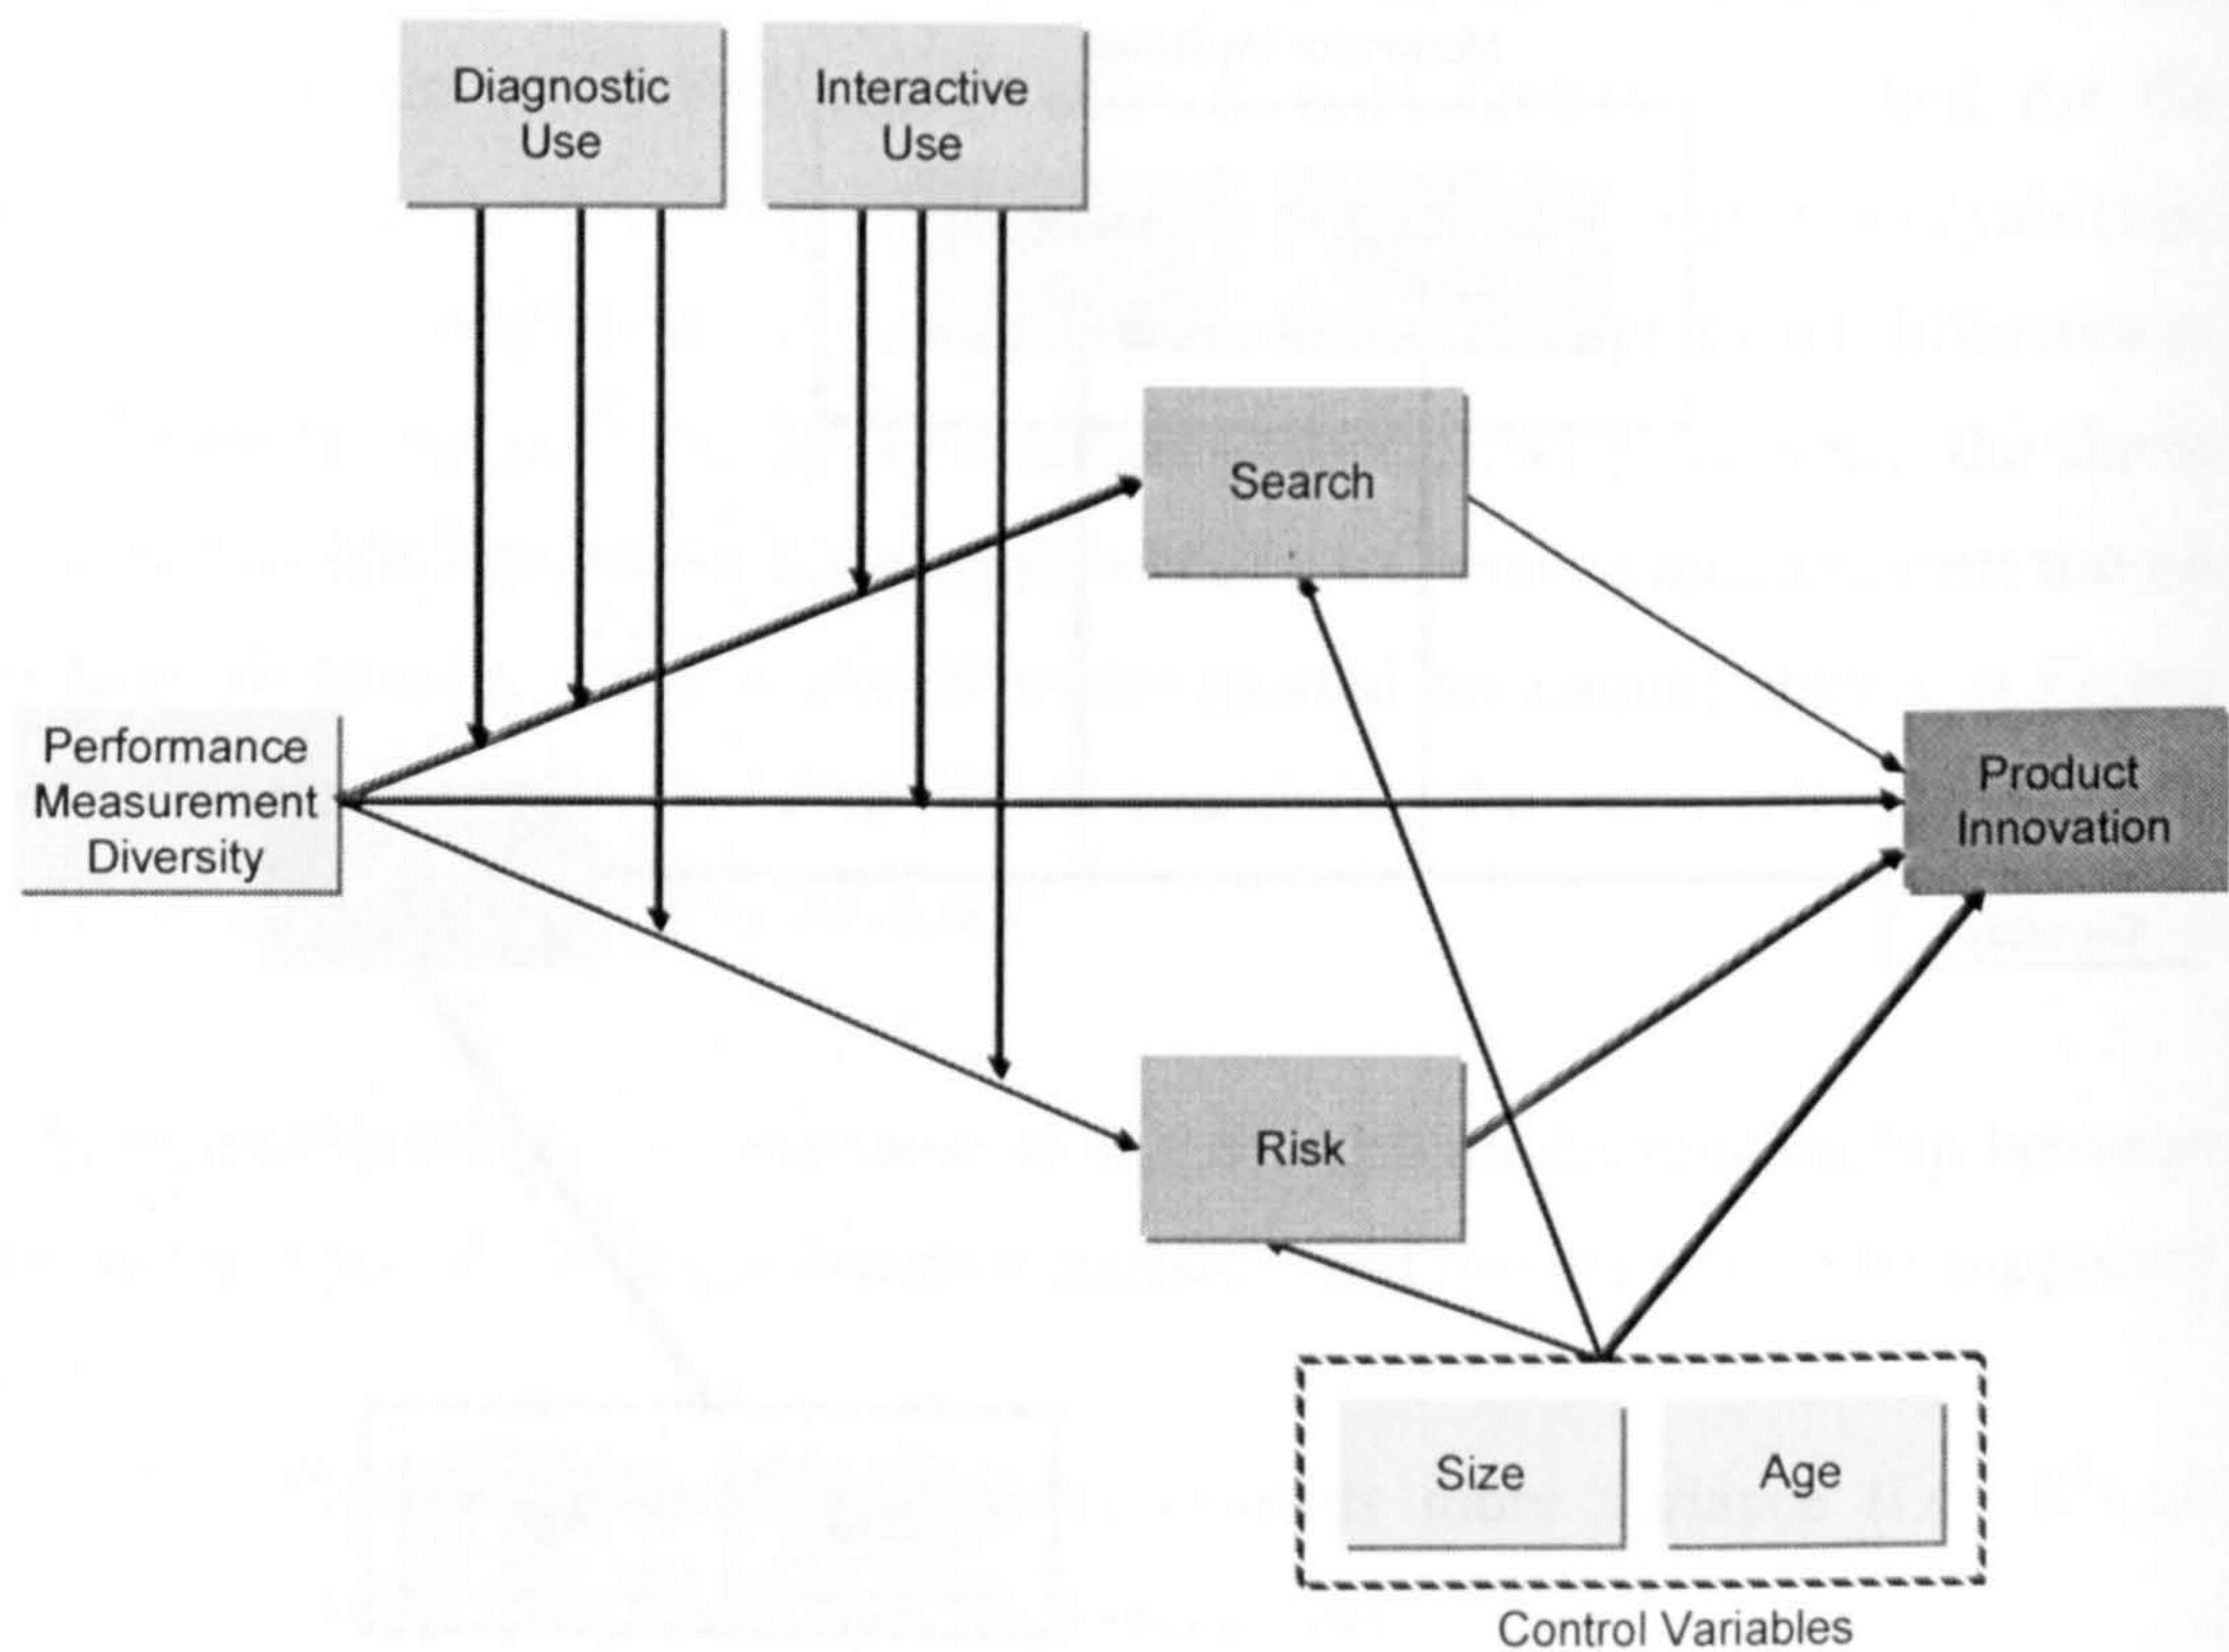 Diagnostic
Use
Interactive
Use
Search
Performance
Measurement
Diversity
Product
Innovation
Risk
Size
Age
Control Variables